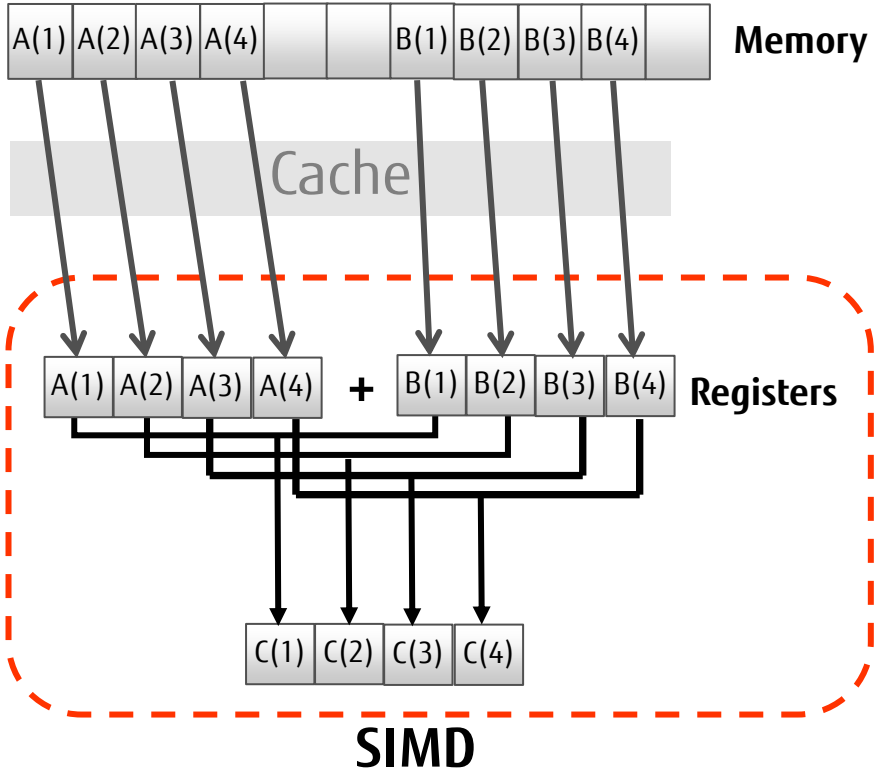 A(1) A(2) A(3) A(4) B(1) B(2) B(3) B(4) Memory
Cache
A(1) A(2) A(3) A(4) + B(1) B(2) B(3) B(4) Registers
C(1) C(2) C(3) C(4)
SIMD